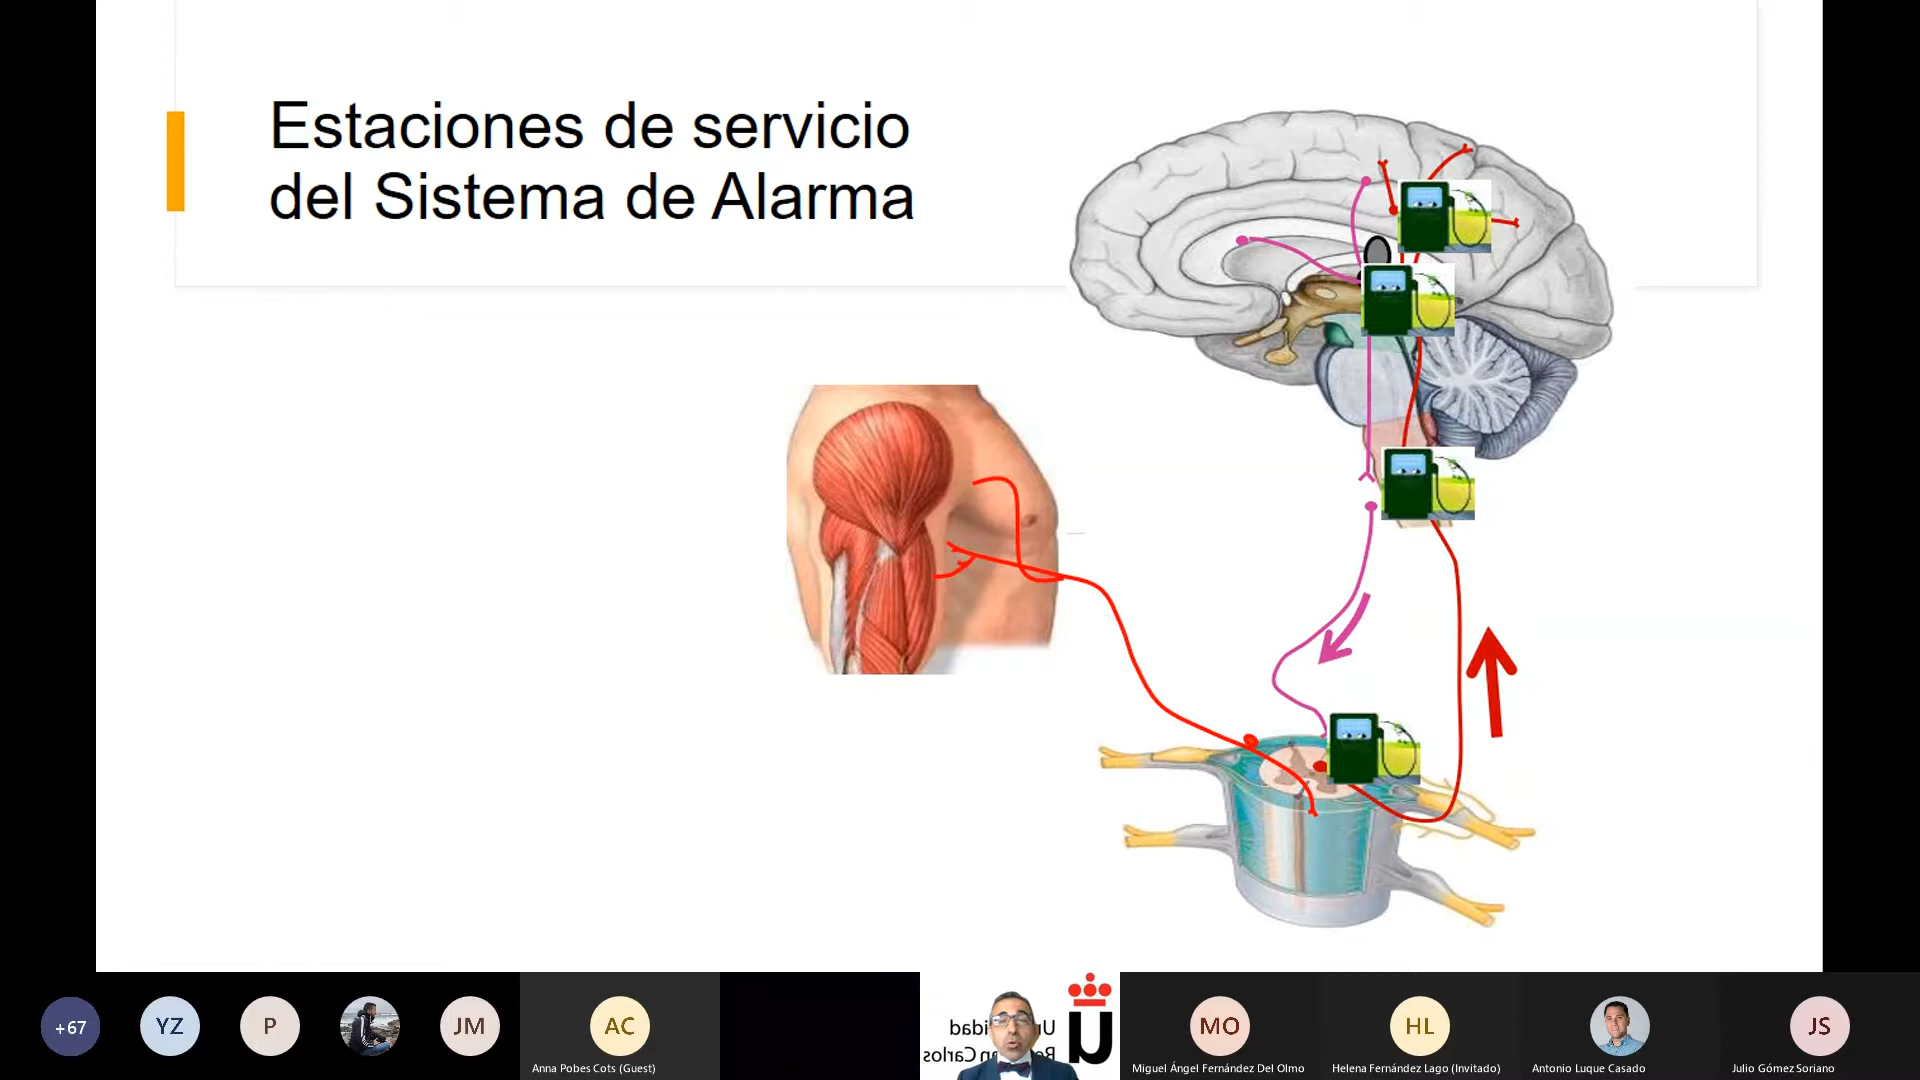 Estaciones de servicio
del Sistema de Alarma
+67
YZ
P
JM
AC
Anna Pobes Cots (Guest)
MO
Miguel Ángel Fernández Del Olmo
HL
Helena Fernández Lago (Invitado)
Antonio Luque Casado
JS
Julio Gómez Soriano